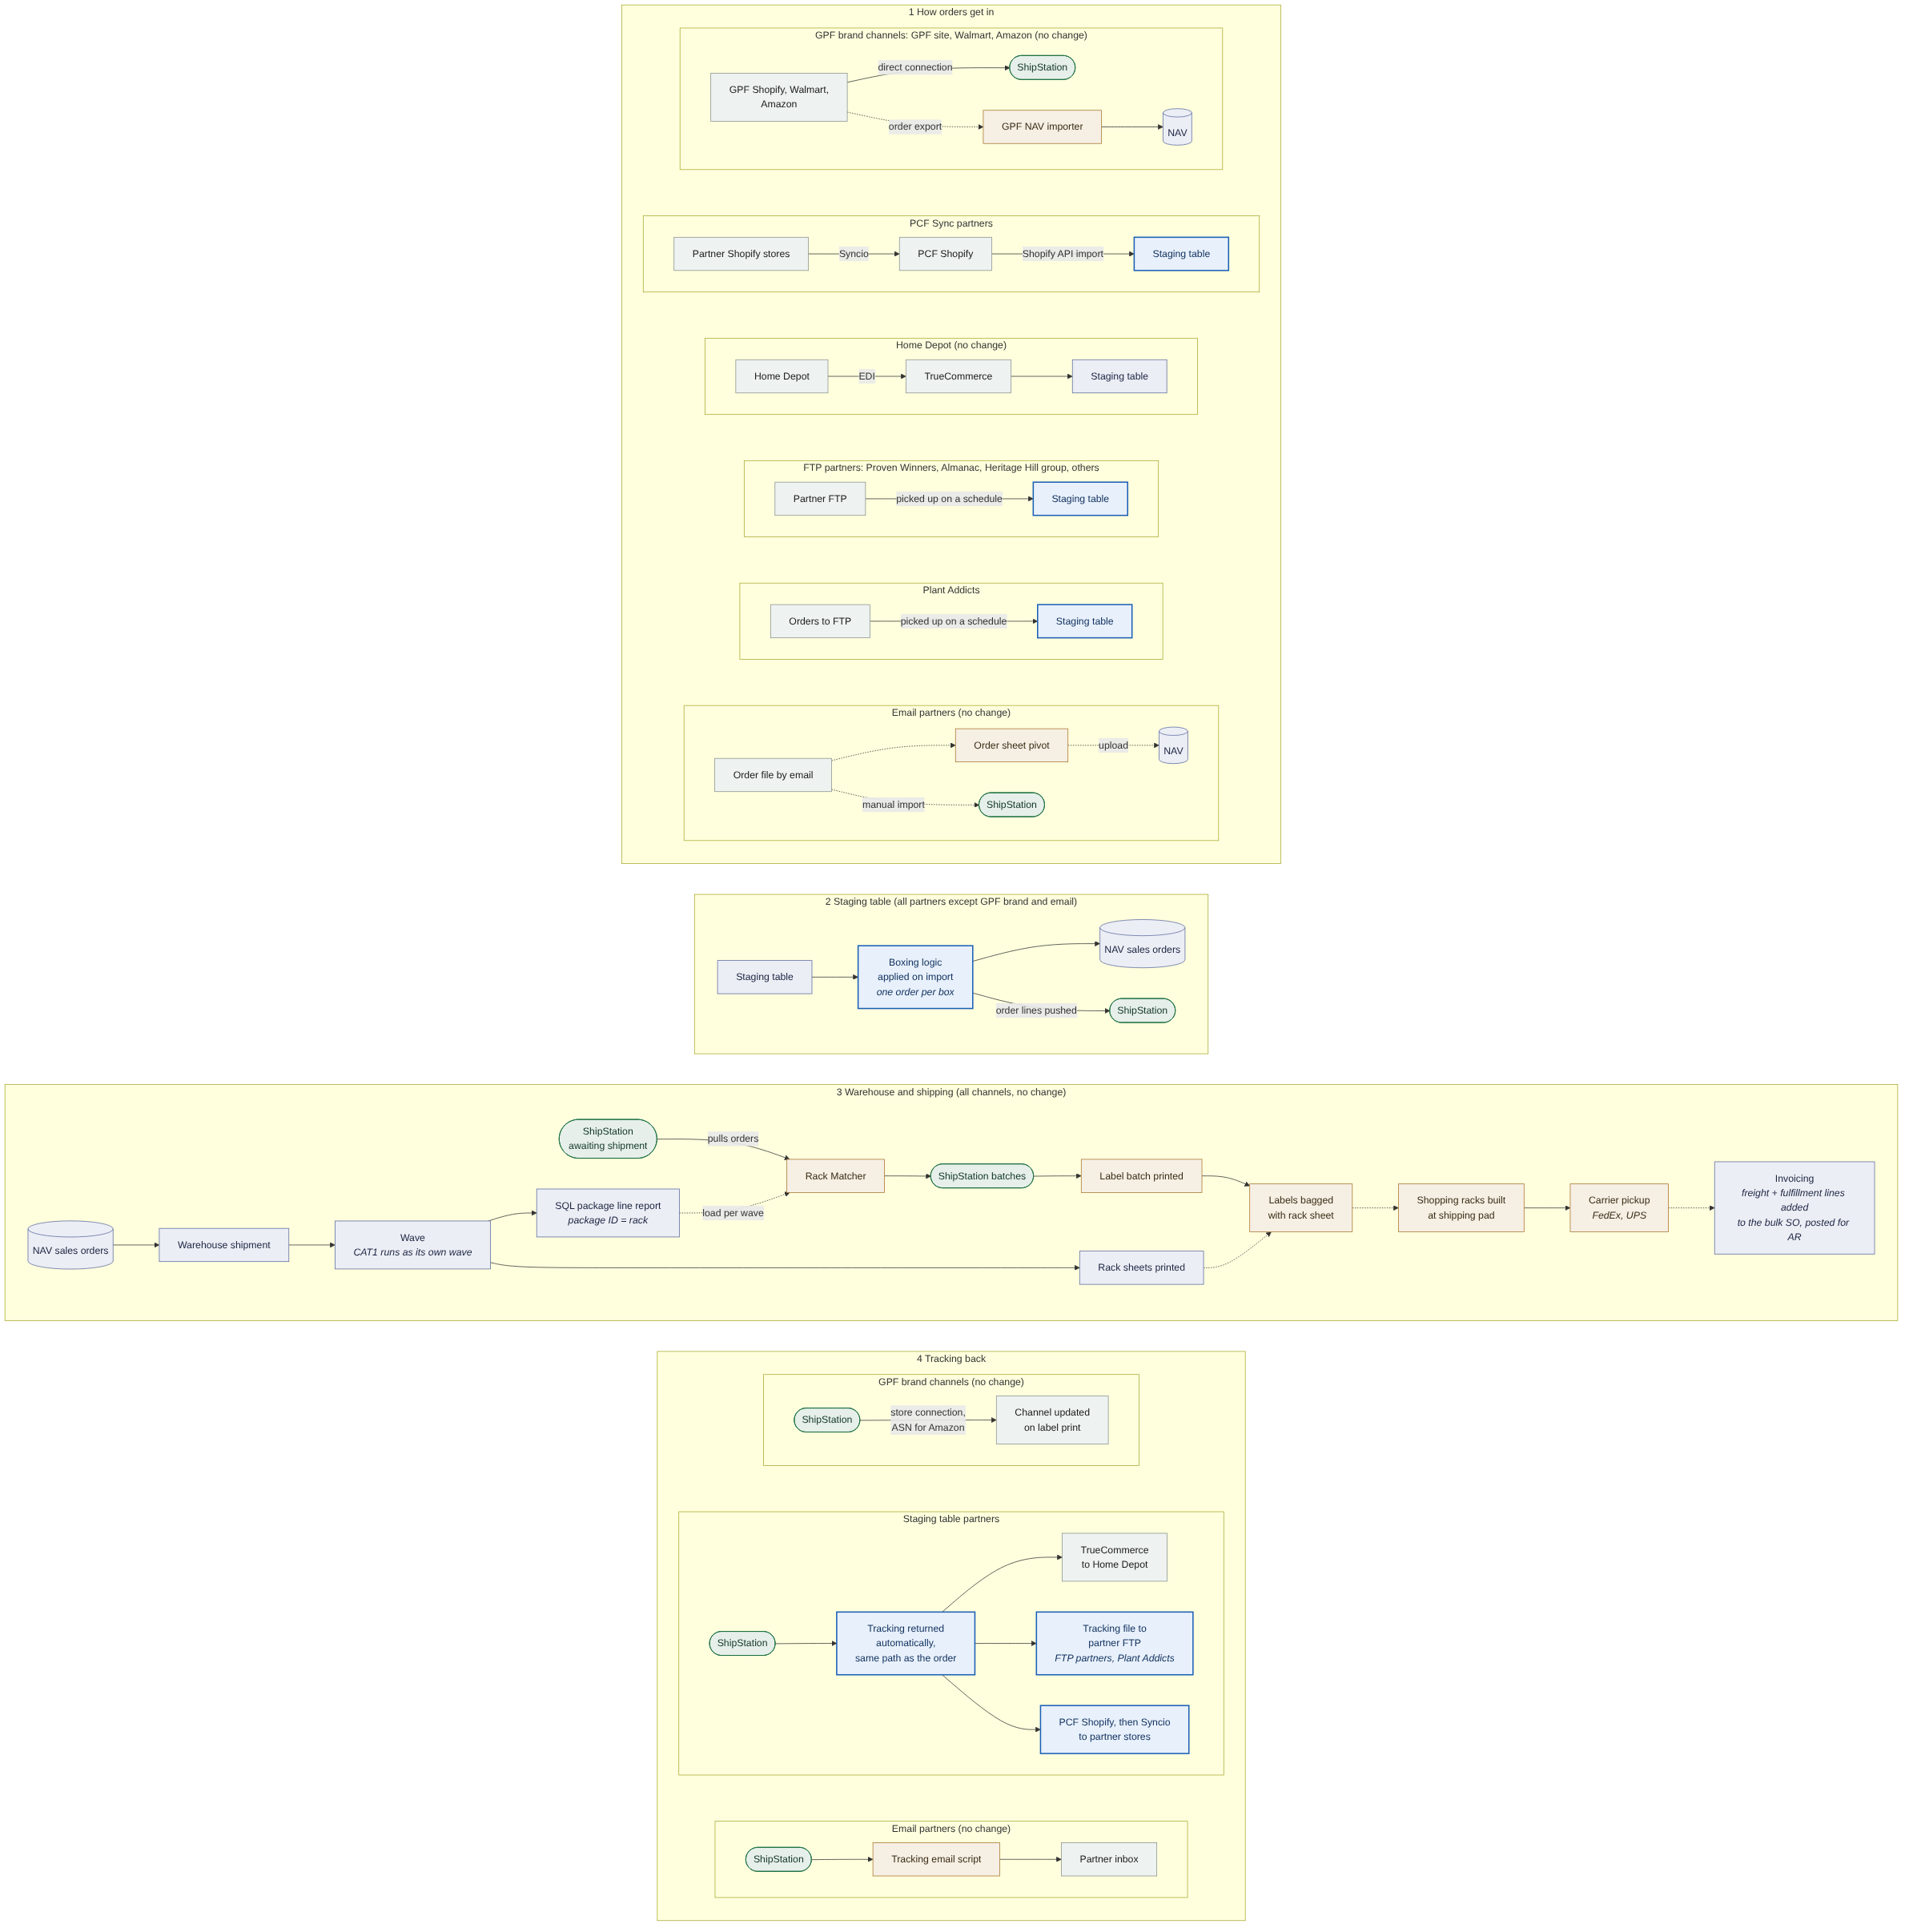 1 How orders get in
GPF brand channels: GPF site, Walmart, Amazon (no change)
GPF Shopify, Walmart,
Amazon
direct connection
ShipStation
order export
GPF NAV importer
NAV
PCF Sync partners
Partner Shopify stores
Syncio
PCF Shopify
Shopify API import
Staging table
Home Depot (no change)
Home Depot
EDI
TrueCommerce
Staging table
FTP partners: Proven Winners, Almanac, Heritage Hill group, others
Partner FTP
picked up on a schedule
Staging table
Plant Addicts
Orders to FTP
picked up on a schedule
Staging table
Email partners (no change)
Order file by email
Order sheet pivot
upload
NAV
manual import
ShipStation
2 Staging table (all partners except GPF brand and email)
Staging table
Boxing logic
applied on import
one order per box
NAV sales orders
order lines pushed
ShipStation
3 Warehouse and shipping (all channels, no change)
NAV sales orders
Warehouse shipment
Wave
CAT1 runs as its own wave
ShipStation
awaiting shipment
SQL package line report
package ID = rack
pulls orders
load per wave
Rack Matcher
ShipStation batches
Label batch printed
Rack sheets printed
Labels bagged
with rack sheet
Shopping racks built
at shipping pad
Carrier pickup
FedEx, UPS
Invoicing
freight + fulfillment lines
added
to the bulk SO, posted for
AR
4 Tracking back
GPF brand channels (no change)
ShipStation
store connection,
ASN for Amazon
Channel updated
on label print
Staging table partners
ShipStation
Tracking returned
automatically,
same path as the order
TrueCommerce
to Home Depot
Tracking file to
partner FTP
FTP partners, Plant Addicts
PCF Shopify, then Syncio
to partner stores
Email partners (no change)
ShipStation
Tracking email script
Partner inbox